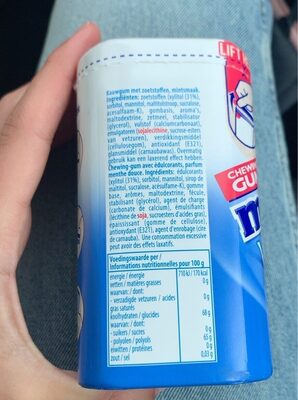 LIFT
Kauwgum met zoetstoffen, mintsmaak.
Ingrediënten: zoetstoffen (xylitol (31%),
sorbitol, mannitol, maltitolstroop, sucralose,
acesulfaam-K), gombasis, aroma's,
maltodextrine, zetmeel, stabilisator
(glycerol), vulstof (calciumcarbonaat),
emulgatoren (sojalecithine, sucrose-esters
van vetzuren), verdikkingsmiddel
(cellulosegom), antioxidant (E321),
glansmiddel (carnaubawas). Overmatig
gebruik kan een laxerend effect hebben.
Chewing-gum avec édulcorants, parfum
menthe douce. Ingrédients: édulcorants
(xylitol (31%), sorbitol, mannitol, sirop de
maltitol, sucralose, acésulfame-K), gomme
base, arômes, maltodextrine, fécule,
stabilisant (glycérol), agent de charge
(carbonate de calcium), émulsifiants
(lécithine de soja, sucroesters d'acides gras),
épaississant (gomme de cellulose),
antioxydant (E321), agent d'enrobage (cire
de carnauba). Une consommation excessive
peut avoir des effets laxatifs.
Voedingswaarde per /
Informations nutritionnelles pour 100 g
energie / énergie 710 kJ / 170 kcal
vetten / matières grasses 0 g
waarvan: / dont:
- verzadigde vetzuren / acides 0 g
gras saturés
koolhydraten / glucides 68 g
waarvan: / dont:
- suikers / sucres 0 g
- polyolen / polyols 65 g
eiwitten / protéines 0 g
zout / sel 0,03 g
CHEWING
GUM
m